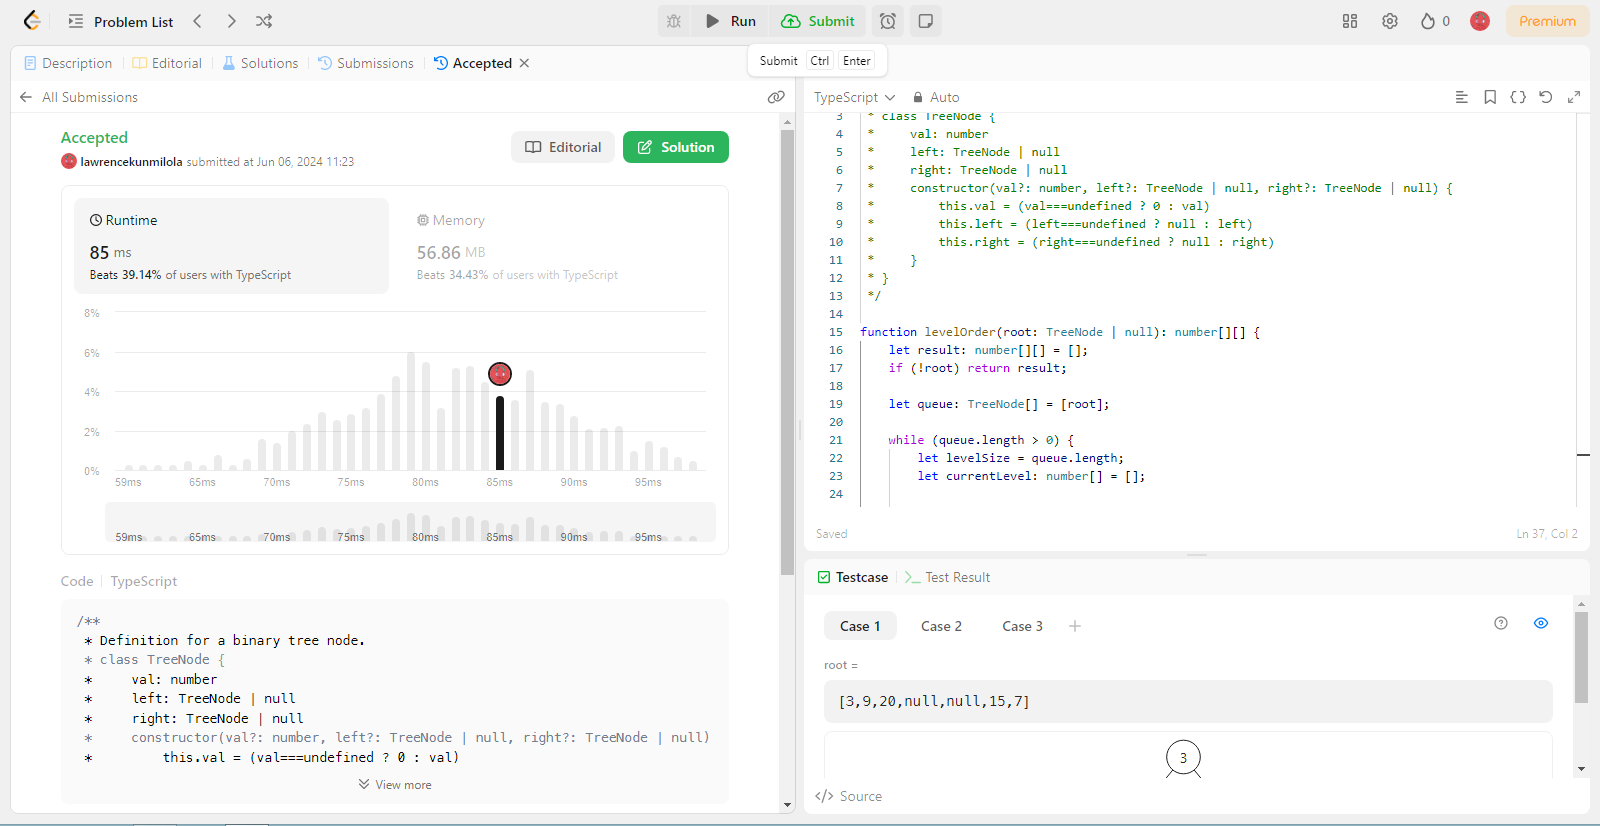 Problem List
Run
Submit
0
Premium
Description
Editorial
Solutions
Submissions
Accepted
Submit Ctrl Enter
All Submissions
Accepted
lawrencekunmilola submitted at Jun 06, 2024 11:23
Editorial
Solution
Runtime
85 ms
Beats 39.14% of users with TypeScript
Memory
56.86 MB
Beats 34.43% of users with TypeScript
8%
6%
4%
2%
0%
59ms 65ms 70ms 75ms 80ms 85ms 90ms 95ms
59ms 65ms 70ms 75ms 80ms 85ms 90ms 95ms
Code TypeScript
/**
* Definition for a binary tree node.
* class TreeNode {
* val: number
* left: TreeNode | null
* right: TreeNode | null
* constructor(val?: number, left?: TreeNode | null, right?: TreeNode | null)
* this.val = (val===undefined ? 0 : val)
View more
TypeScript Auto
3 * class TreeNode {
4 * val: number
5 * left: TreeNode | null
6 * right: TreeNode | null
7 * constructor(val?: number, left?: TreeNode | null, right?: TreeNode | null) {
8 * this.val = (val===undefined ? 0 : val)
9 * this.left = (left===undefined ? null : left)
10 * this.right = (right===undefined ? null : right)
11 * }
12 * }
13 */
14
15 function levelOrder(root: TreeNode | null): number[][] {
16 let result: number[][] = [];
17 if (!root) return result;
18
19 let queue: TreeNode[] = [root];
20
21 while (queue.length > 0) {
22 let levelSize = queue.length;
23 let currentLevel: number[] = [];
24
Saved
Ln 37, Col 2
Testcase
Test Result
Case 1 Case 2 Case 3 +
root =
[3,9,20,null,null,15,7]
3
Source